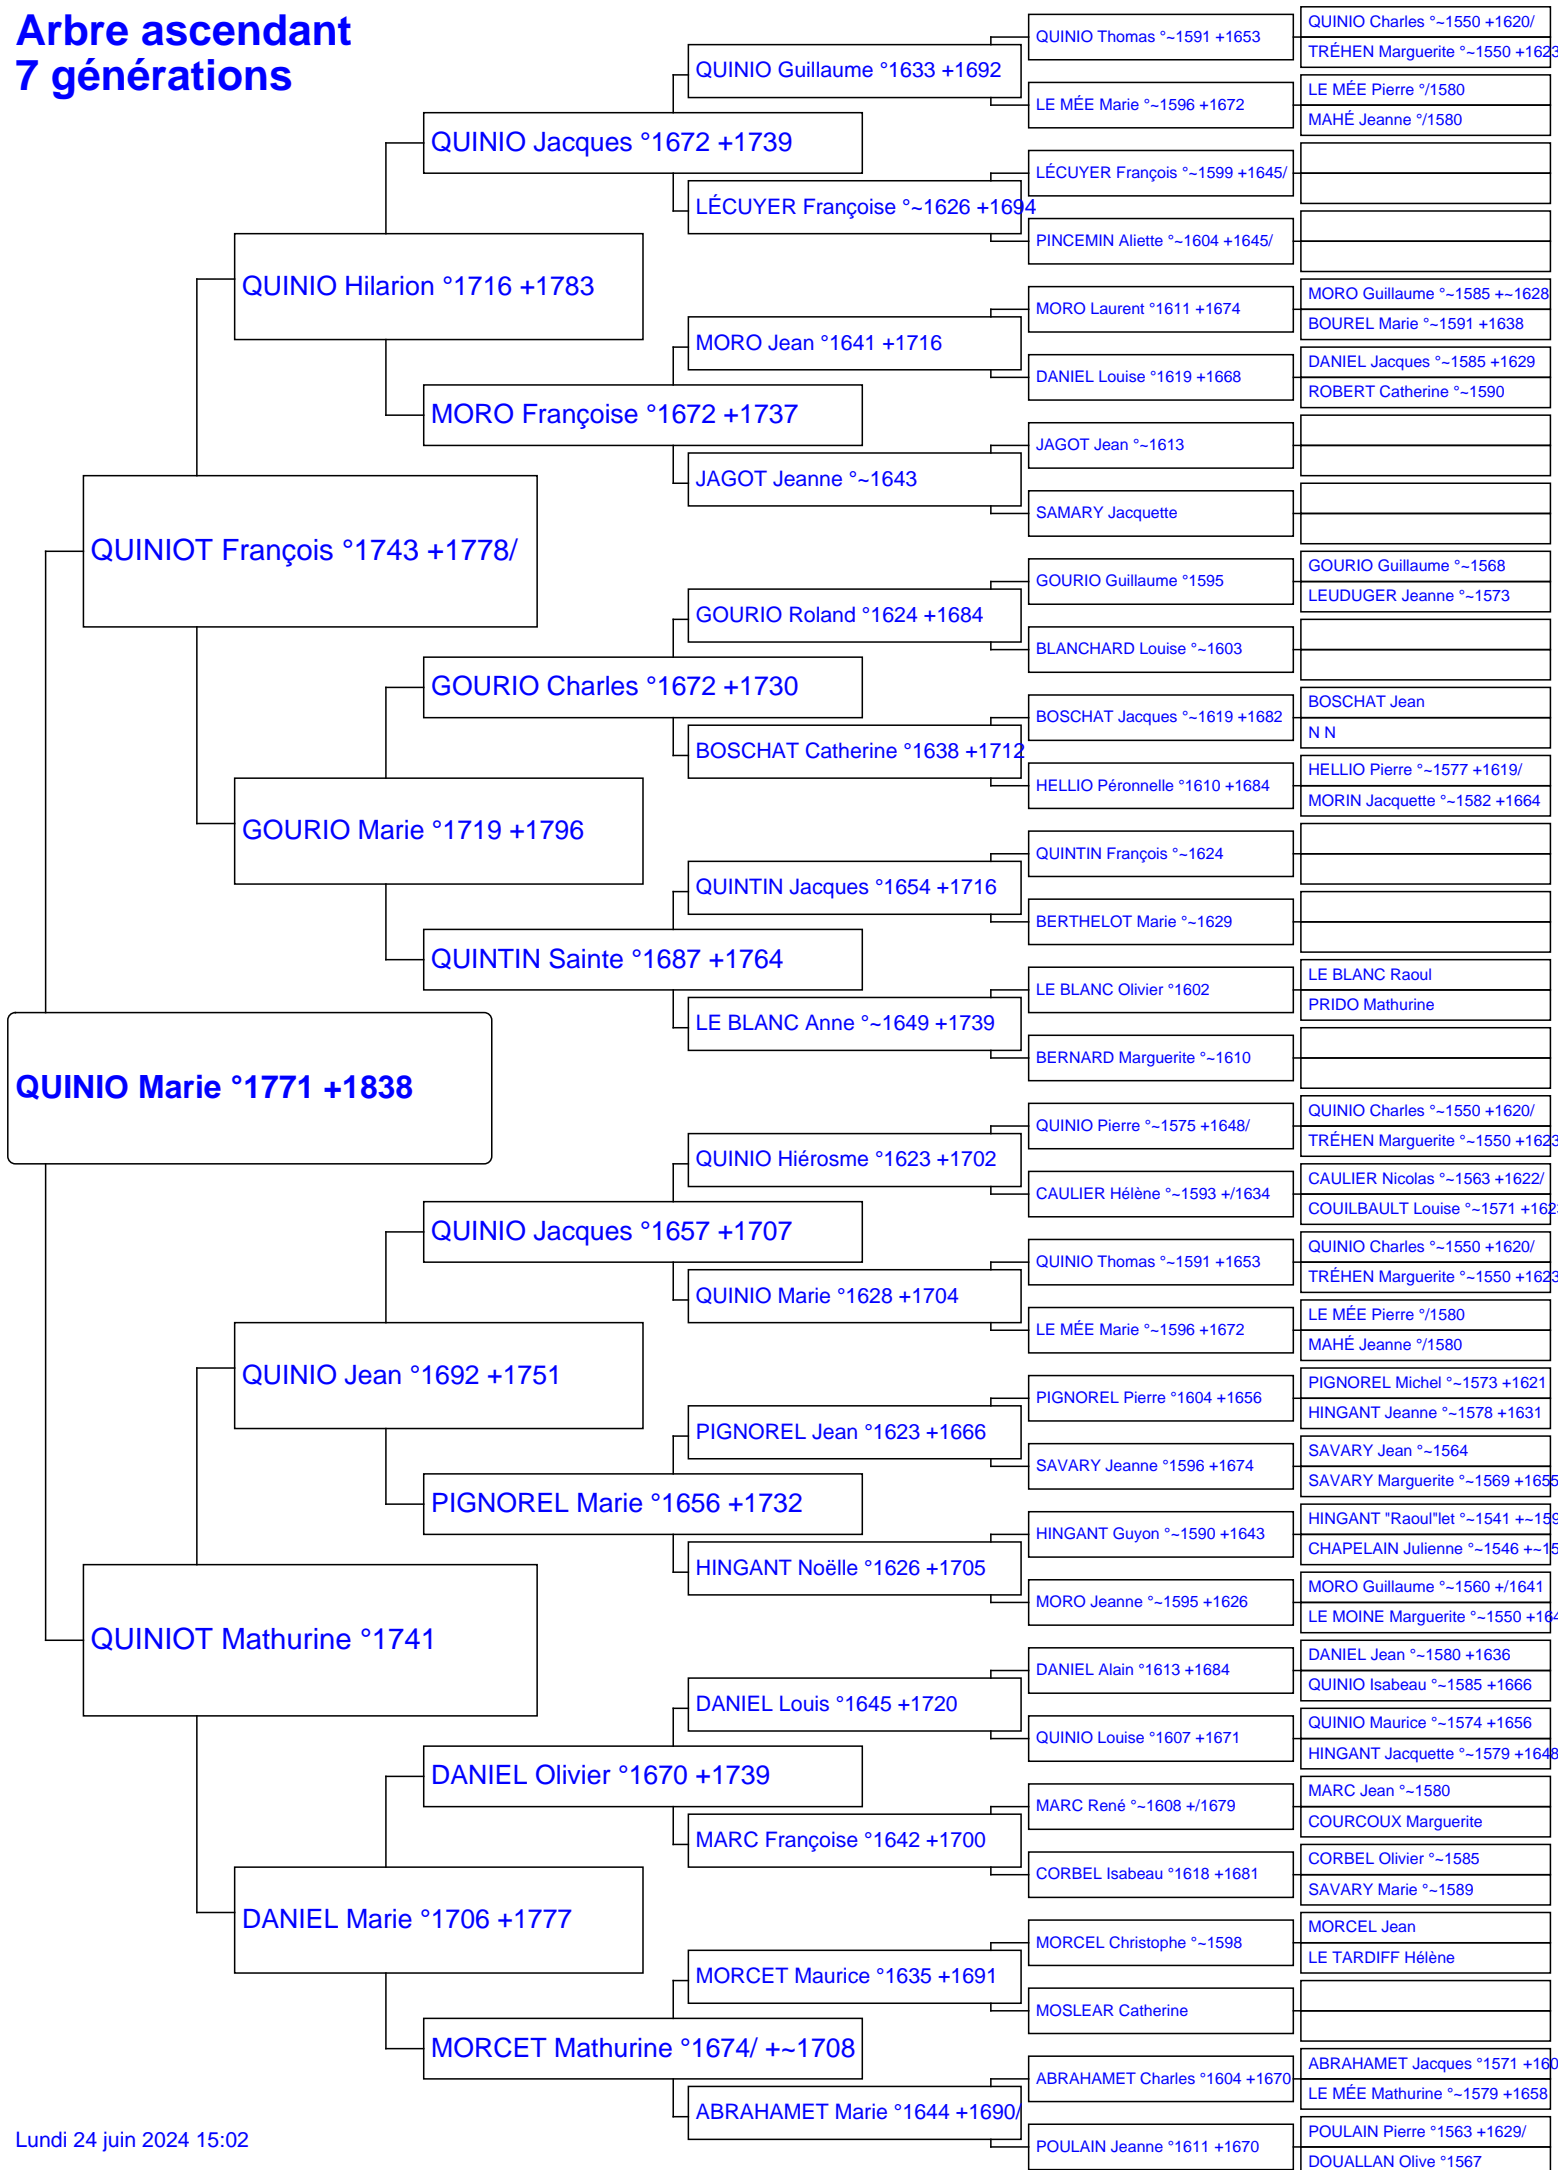 Arbre ascendant
7 générations
QUINIO Marie °1771 +1838
QUINIOT François °1743 +1778/
QUINIOT Mathurine °1741
QUINIO Hilarion °1716 +1783
GOURIO Marie °1719 +1796
QUINIO Jean °1692 +1751
DANIEL Marie °1706 +1777
QUINIO Jacques °1672 +1739
MORO Françoise °1672 +1737
GOURIO Charles °1672 +1730
QUINTIN Sainte °1687 +1764
QUINIO Jacques °1657 +1707
PIGNOREL Marie °1656 +1732
DANIEL Olivier °1670 +1739
MORCET Mathurine °1674/ +~1708
QUINIO Guillaume °1633 +1692
LÉCUYER Françoise °~1626 +1694
MORO Jean °1641 +1716
JAGOT Jeanne °~1643
GOURIO Roland °1624 +1684
BOSCHAT Catherine °1638 +1712
QUINTIN Jacques °1654 +1716
LE BLANC Anne °~1649 +1739
QUINIO Hiérosme °1623 +1702
QUINIO Marie °1628 +1704
PIGNOREL Jean °1623 +1666
HINGANT Noëlle °1626 +1705
DANIEL Louis °1645 +1720
MARC Françoise °1642 +1700
MORCET Maurice °1635 +1691
ABRAHAMET Marie °1644 +1690/
QUINIO Thomas °~1591 +1653
LE MÉE Marie °~1596 +1672
LÉCUYER François °~1599 +1645/
PINCEMIN Aliette °~1604 +1645/
MORO Laurent °1611 +1674
DANIEL Louise °1619 +1668
JAGOT Jean °~1613
SAMARY Jacquette
GOURIO Guillaume °1595
BLANCHARD Louise °~1603
BOSCHAT Jacques °~1619 +1682
HELLIO Péronnelle °1610 +1684
QUINTIN François °~1624
BERTHELOT Marie °~1629
LE BLANC Olivier °1602
BERNARD Marguerite °~1610
QUINIO Pierre °~1575 +1648/
CAULIER Hélène °~1593 +/1634
QUINIO Thomas °~1591 +1653
LE MÉE Marie °~1596 +1672
PIGNOREL Pierre °1604 +1656
SAVARY Jeanne °1596 +1674
HINGANT Guyon °~1590 +1643
MORO Jeanne °~1595 +1626
DANIEL Alain °1613 +1684
QUINIO Louise °1607 +1671
MARC René °~1608 +/1679
CORBEL Isabeau °1618 +1681
MORCEL Christophe °~1598
MOSLEAR Catherine
ABRAHAMET Charles °1604 +1670
POULAIN Jeanne °1611 +1670
QUINIO Charles °~1550 +1620/
TRÉHEN Marguerite °~1550 +1623
LE MÉE Pierre °/1580
MAHÉ Jeanne °/1580
MORO Guillaume °~1585 +~1628
BOUREL Marie °~1591 +1638
DANIEL Jacques °~1585 +1629
ROBERT Catherine °~1590
GOURIO Guillaume °~1568
LEUDUGER Jeanne °~1573
BOSCHAT Jean
N N
HELLIO Pierre °~1577 +1619/
MORIN Jacquette °~1582 +1664
LE BLANC Raoul
PRIDO Mathurine
QUINIO Charles °~1550 +1620/
TRÉHEN Marguerite °~1550 +1623
CAULIER Nicolas °~1563 +1622/
COUILBAULT Louise °~1571
QUINIO Charles °~1550 +1620/
TRÉHEN Marguerite °~1550 +1623
LE MÉE Pierre °/1580
MAHÉ Jeanne °/1580
PIGNOREL Michel °~1573 +1621
HINGANT Jeanne °~1578 +1631
SAVARY Jean °~1564
SAVARY Marguerite °~1569 +1655
HINGANT "Raoul"let °~1541
CHAPELAIN Julienne °~1546
MORO Guillaume °~1560 +/1641
LE MOINE Marguerite °~1550
DANIEL Jean °~1580 +1636
QUINIO Isabeau °~1585 +1666
QUINIO Maurice °~1574 +1656
HINGANT Jacquette °~1579 +1648
MARC Jean °~1580
COURCOUX Marguerite
CORBEL Olivier °~1585
SAVARY Marie °~1589
MORCEL Jean
LE TARDIFF Hélène
ABRAHAMET Jacques °1571
LE MÉE Mathurine °~1579 +1658
POULAIN Pierre °1563 +1629/
DOUALLAN Olive °1567
Lundi 24 juin 2024 15:02